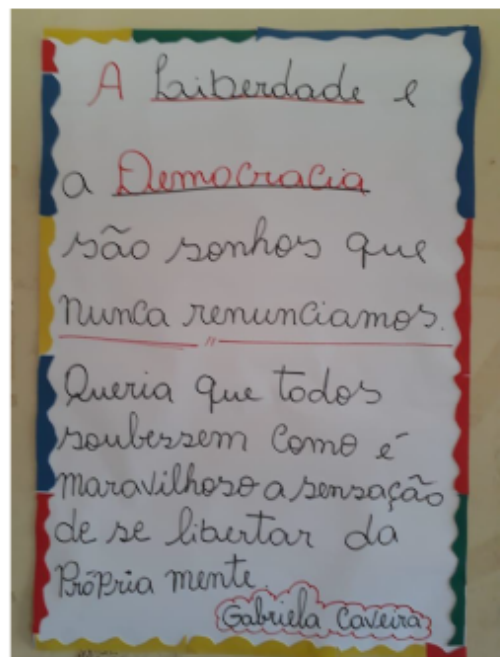 A Laiberdade e
a Democracia
são sonhos que
nunca renunciamos.
Queria que todos
soubessem como é
maravilhoso a sensação
de se libertar da
Própria mente.
Gabriela Caveira